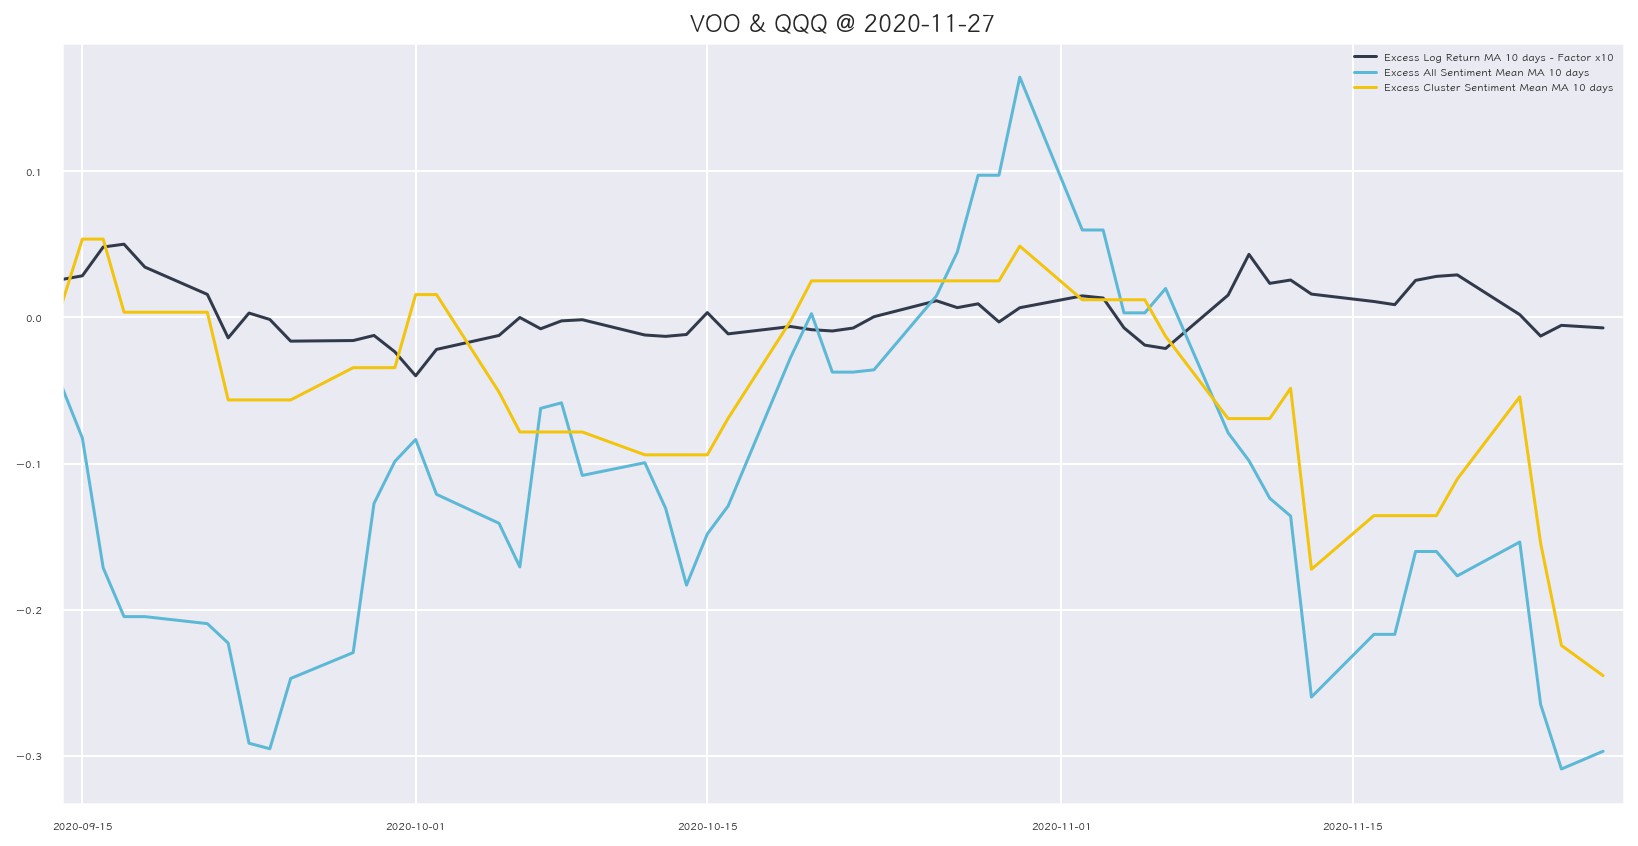 VOO & QQQ @ 2020-11-27
Excess Log Return MA 10 days - Factor x10
Excess All Sentiment Mean MA 10 days
Excess Cluster Sentiment Mean MA 10 days
0.1
0.0
−0.1
−0.2
−0.3
2020-09-15
2020-10-01
2020-10-15
2020-11-01
2020-11-15